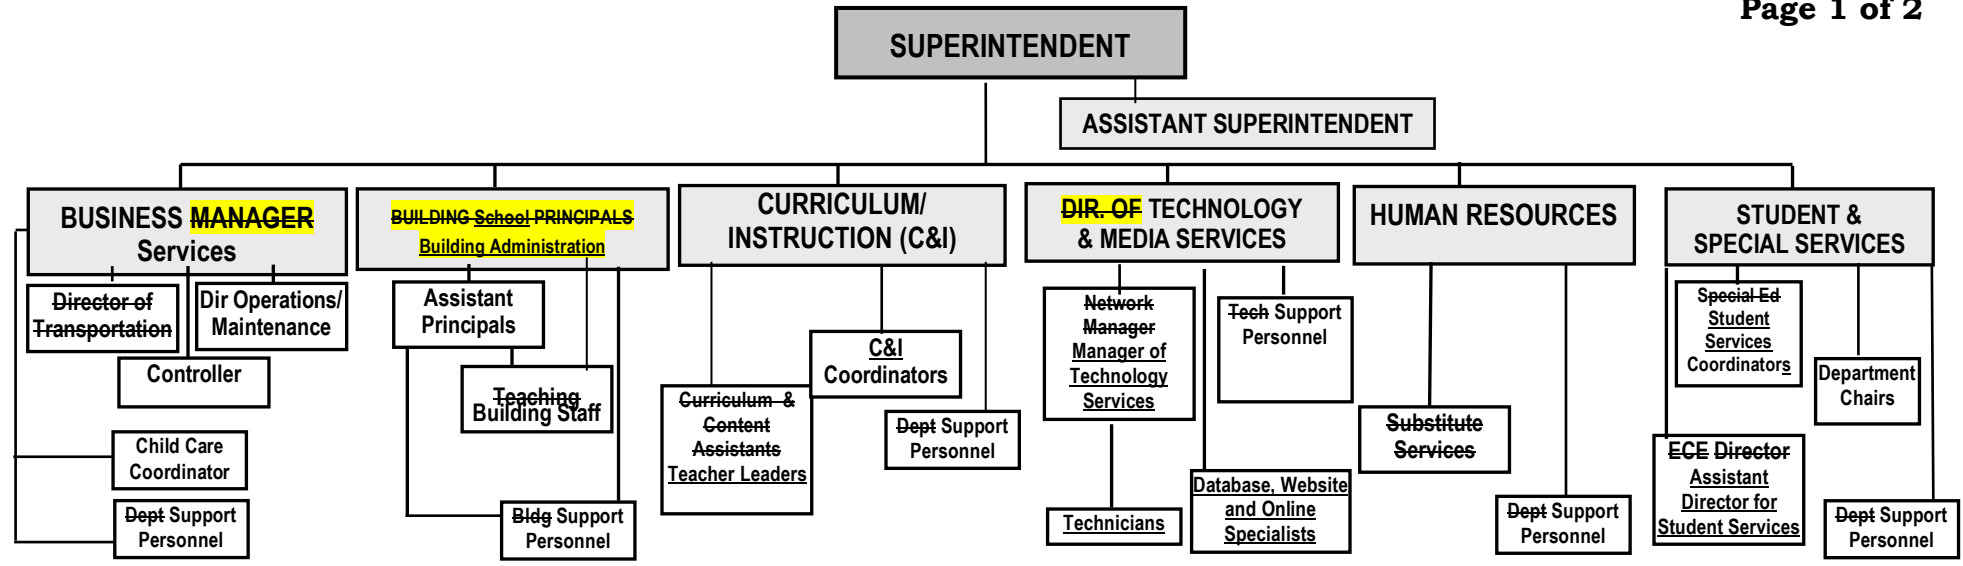 Page 1 of 2
SUPERINTENDENT
ASSISTANT SUPERINTENDENT
BUSINESS MANAGER
Services
Director of
Transportation
Dir Operations/
Maintenance
Controller
Child Care
Coordinator
Dept Support
Personnel
BUILDING School PRINCIPALS
Building Administration
Assistant
Principals
Teaching
Building Staff
Bldg Support
Personnel
CURRICULUM/
INSTRUCTION (C&I)
Curriculum &
Content
Assistants
Teacher Leaders
C&I
Coordinators
Dept Support
Personnel
DIR. OF TECHNOLOGY
& MEDIA SERVICES
Network
Manager
Manager of
Technology
Services
Tech Support
Personnel
Technicians
Database, Website
and Online
Specialists
HUMAN RESOURCES
Substitute
Services
Dept Support
Personnel
STUDENT &
SPECIAL SERVICES
Special Ed
Student
Services
Coordinators
Department
Chairs
ECE Director
Assistant
Director for
Student Services
Dept Support
Personnel